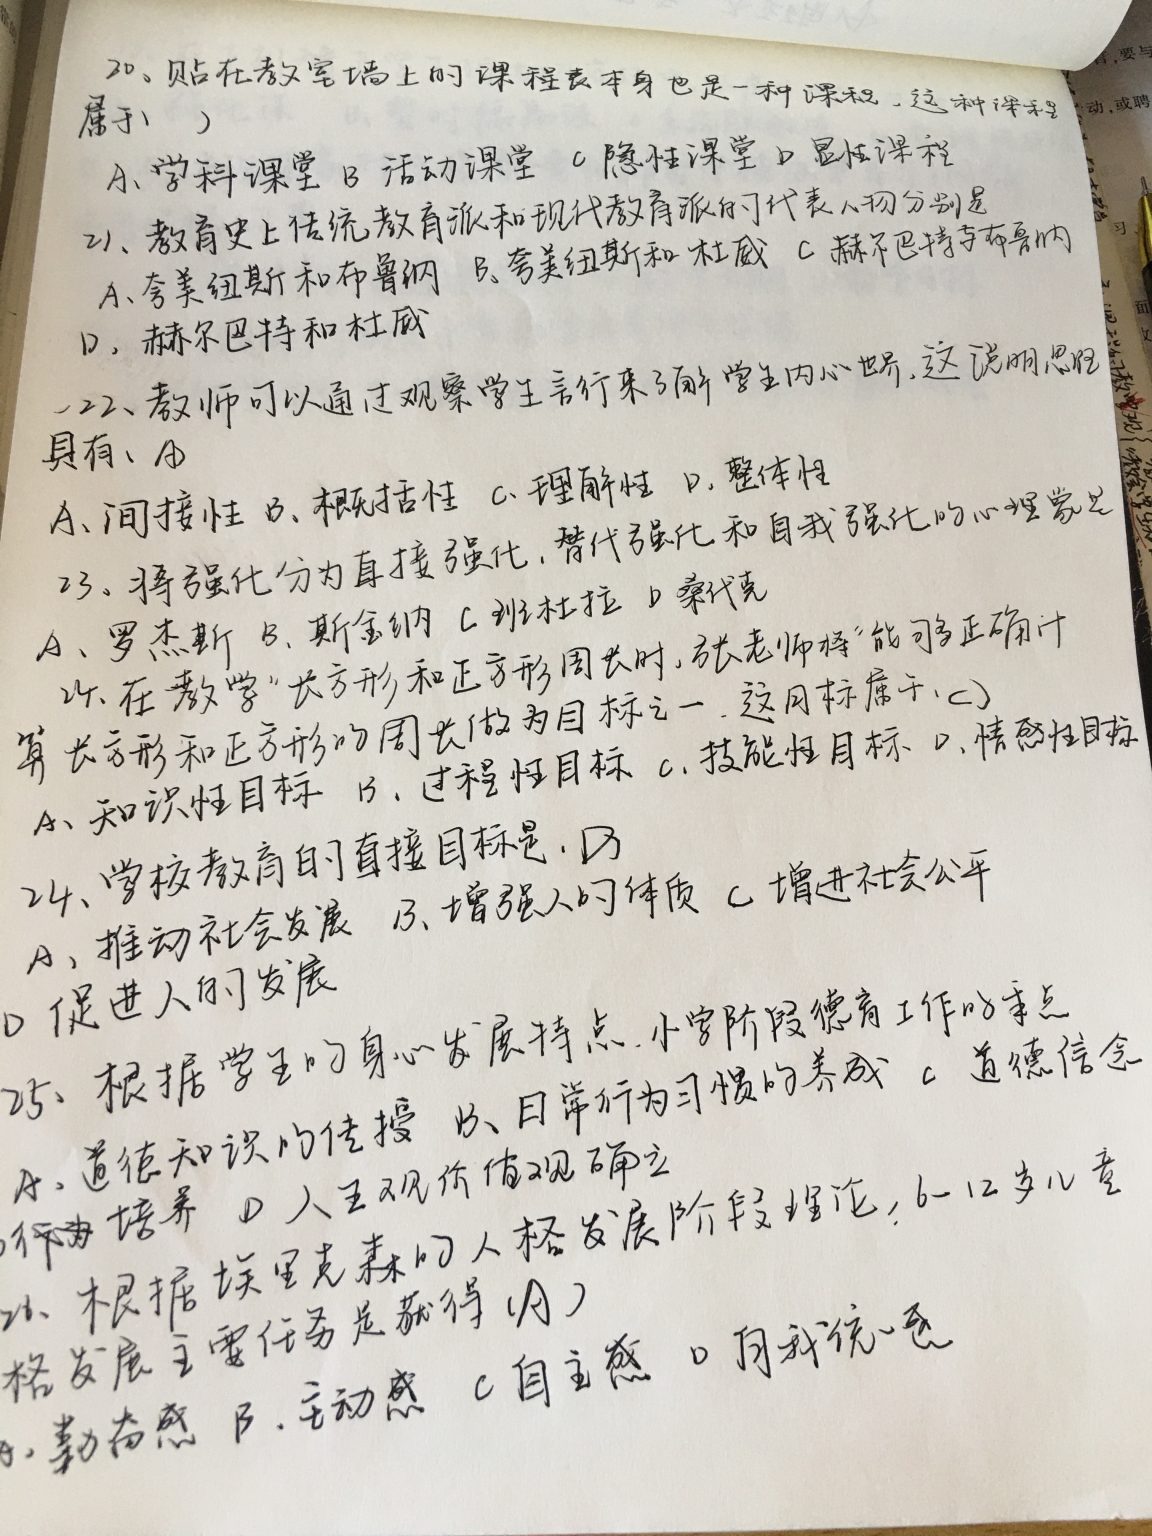 20、贴在教室墙上的课程表本身也是一种课程，这种课程
属于（ ）
A、学科课堂 B 活动课堂 C 隐性课堂 D 显性课程
21、教育史上传统教育派和现代教育派的代表人物分别是
A、夸美纽斯和布鲁纳 B、夸美纽斯和杜威 C 赫尔巴特与布鲁纳
D、赫尔巴特和杜威
22、教师可以通过观察学生言行来了解学生内心世界，这说明思维
具有、A
A、间接性 B、概括性 C、理解性 D、整体性
23、将强化分为直接强化，替代强化和自我强化的心理学家是
A、罗杰斯 B、斯金纳 C 班杜拉 D 桑代克
24、在教学“长方形和正方形周长时，张老师将“能够正确计
算长方形和正方形的周长做为目标之一，这目标属于（C）
A、知识性目标 B、过程性目标 C、技能性目标 D、情感性目标
24、学校教育的直接目标是、D
A、推动社会发展 B、增强人的体质 C 增进社会公平
D 促进人的发展
25、根据学生的身心发展特点，小学阶段德育工作的重点
A、道德知识的传授 B、日常行为习惯的养成 C 道德信念
培养 D 人生观价值观确立
26、根据埃里克森的人格发展阶段理论，6-12岁儿童
格发展主要任务是获得（A）
A、勤奋感 B、主动感 C 自主感 D 自我统一感